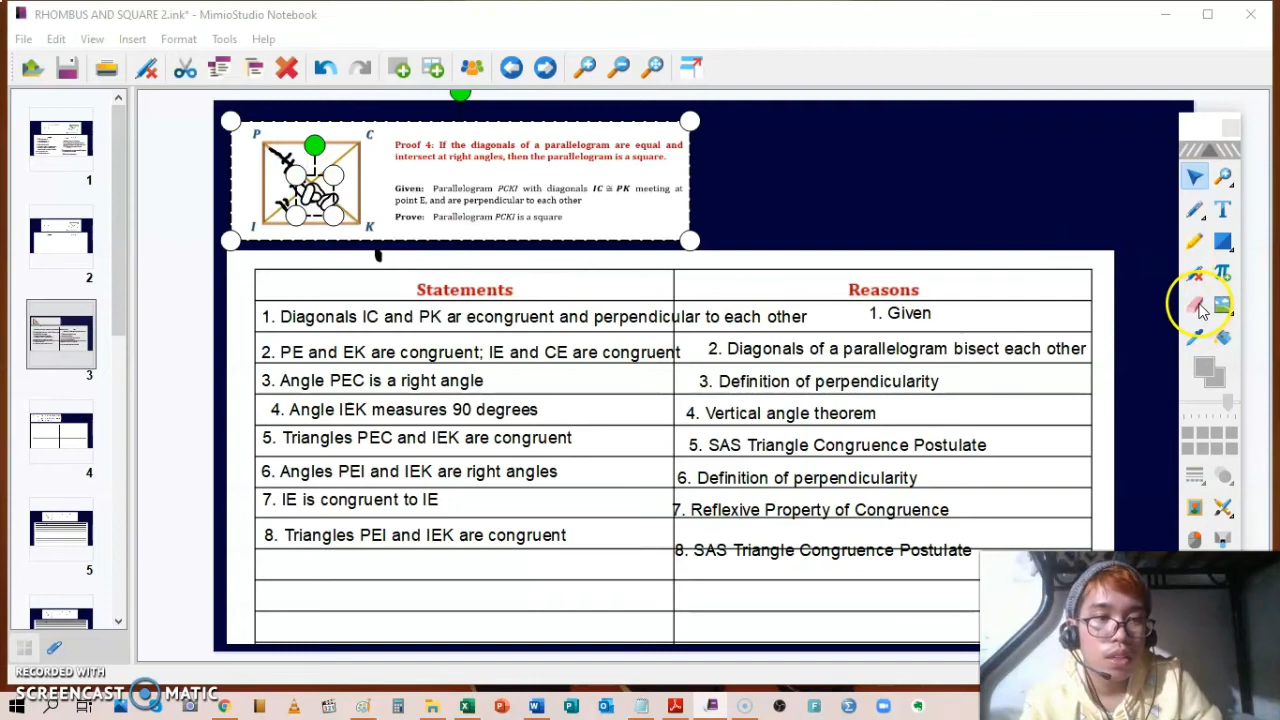 RHOMBUS AND SQUARE 2.ink* - MimioStudio Notebook
File Edit View Insert Format Tools Help
1
2
3
4
5
P C
I K
Proof 4: If the diagonals of a parallelogram are equal and
intersect at right angles, then the parallelogram is a square.
Given: Parallelogram PCKI with diagonals IC ≅ PK meeting at
point E, and are perpendicular to each other
Prove: Parallelogram PCKI is a square
Statements Reasons
1. Diagonals IC and PK ar econgruent and perpendicular to each other 1. Given
2. PE and EK are congruent; IE and CE are congruent 2. Diagonals of a parallelogram bisect each other
3. Angle PEC is a right angle 3. Definition of perpendicularity
4. Angle IEK measures 90 degrees 4. Vertical angle theorem
5. Triangles PEC and IEK are congruent 5. SAS Triangle Congruence Postulate
6. Angles PEI and IEK are right angles 6. Definition of perpendicularity
7. IE is congruent to IE 7. Reflexive Property of Congruence
8. Triangles PEI and IEK are congruent 8. SAS Triangle Congruence Postulate
RECORDED WITH
SCREENCAST MATIC